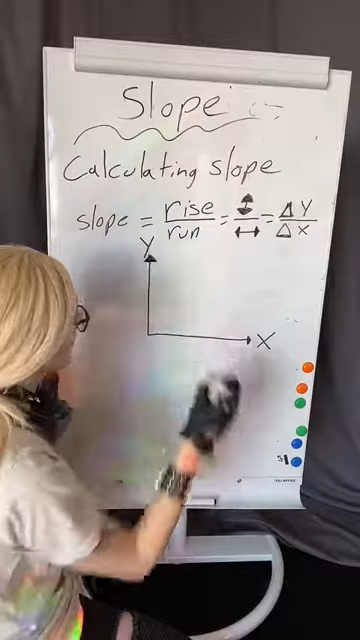 Slope
Calculating slope
slope = rise/run = ↕/↔ = ΔY/ΔX
Y
X